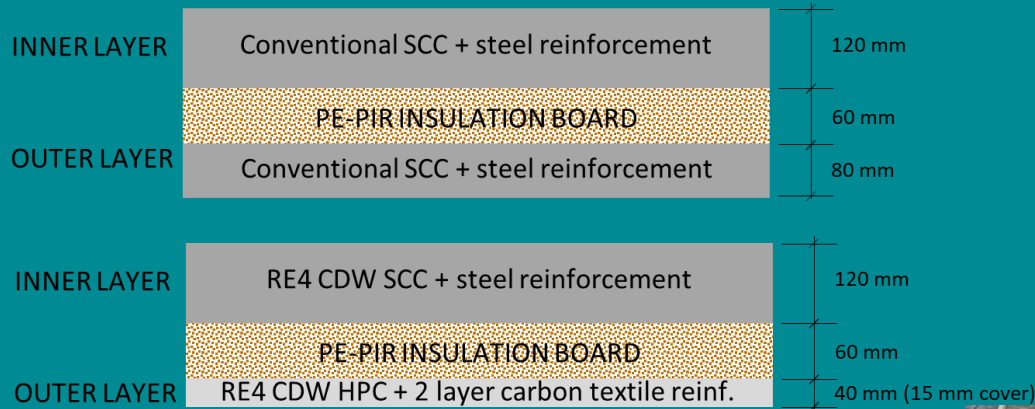 INNER LAYER
Conventional SCC + steel reinforcement
120 mm
PE-PIR INSULATION BOARD
60 mm
OUTER LAYER
Conventional SCC + steel reinforcement
80 mm
INNER LAYER
RE4 CDW SCC + steel reinforcement
120 mm
PE-PIR INSULATION BOARD
60 mm
OUTER LAYER
RE4 CDW HPC + 2 layer carbon textile reinf.
40 mm (15 mm cover)